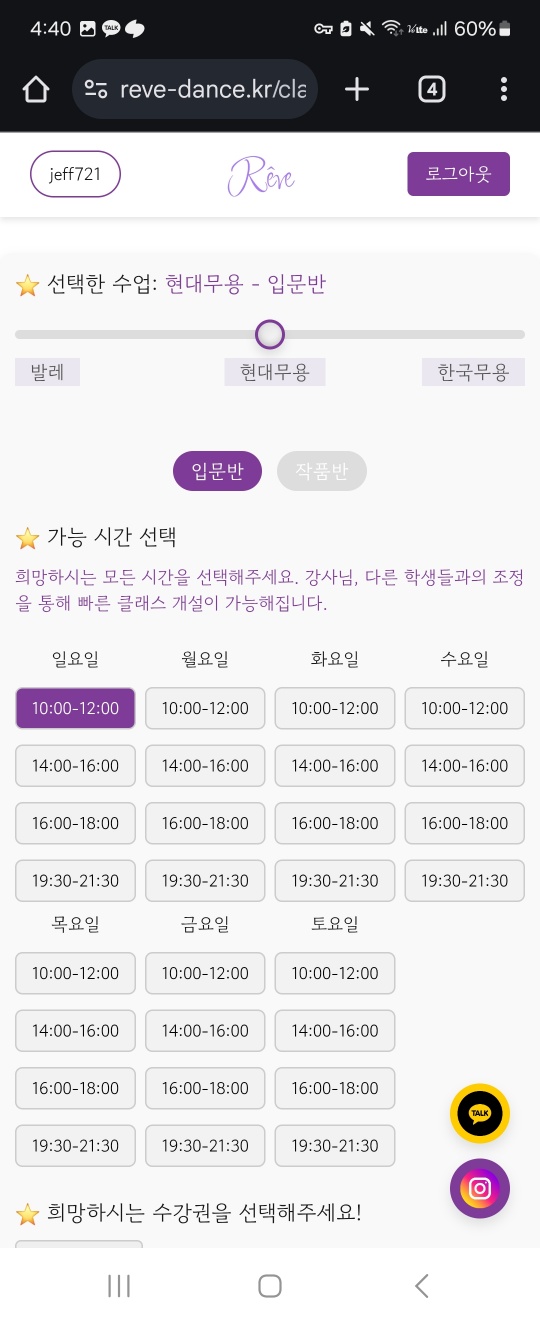 4:40 TALK 60%
reve-dance.kr/cla 4
jeff721 Rêve 로그아웃
선택한 수업: 현대무용 - 입문반
발레 현대무용 한국무용
입문반 작품반
가능 시간 선택
희망하시는 모든 시간을 선택해주세요. 강사님, 다른 학생들과의 조정
을 통해 빠른 클래스 개설이 가능해집니다.
일요일 월요일 화요일 수요일
10:00-12:00 10:00-12:00 10:00-12:00 10:00-12:00
14:00-16:00 14:00-16:00 14:00-16:00 14:00-16:00
16:00-18:00 16:00-18:00 16:00-18:00 16:00-18:00
19:30-21:30 19:30-21:30 19:30-21:30 19:30-21:30
목요일 금요일 토요일
10:00-12:00 10:00-12:00 10:00-12:00
14:00-16:00 14:00-16:00 14:00-16:00
16:00-18:00 16:00-18:00 16:00-18:00
TALK
19:30-21:30 19:30-21:30 19:30-21:30
희망하시는 수강권을 선택해주세요!